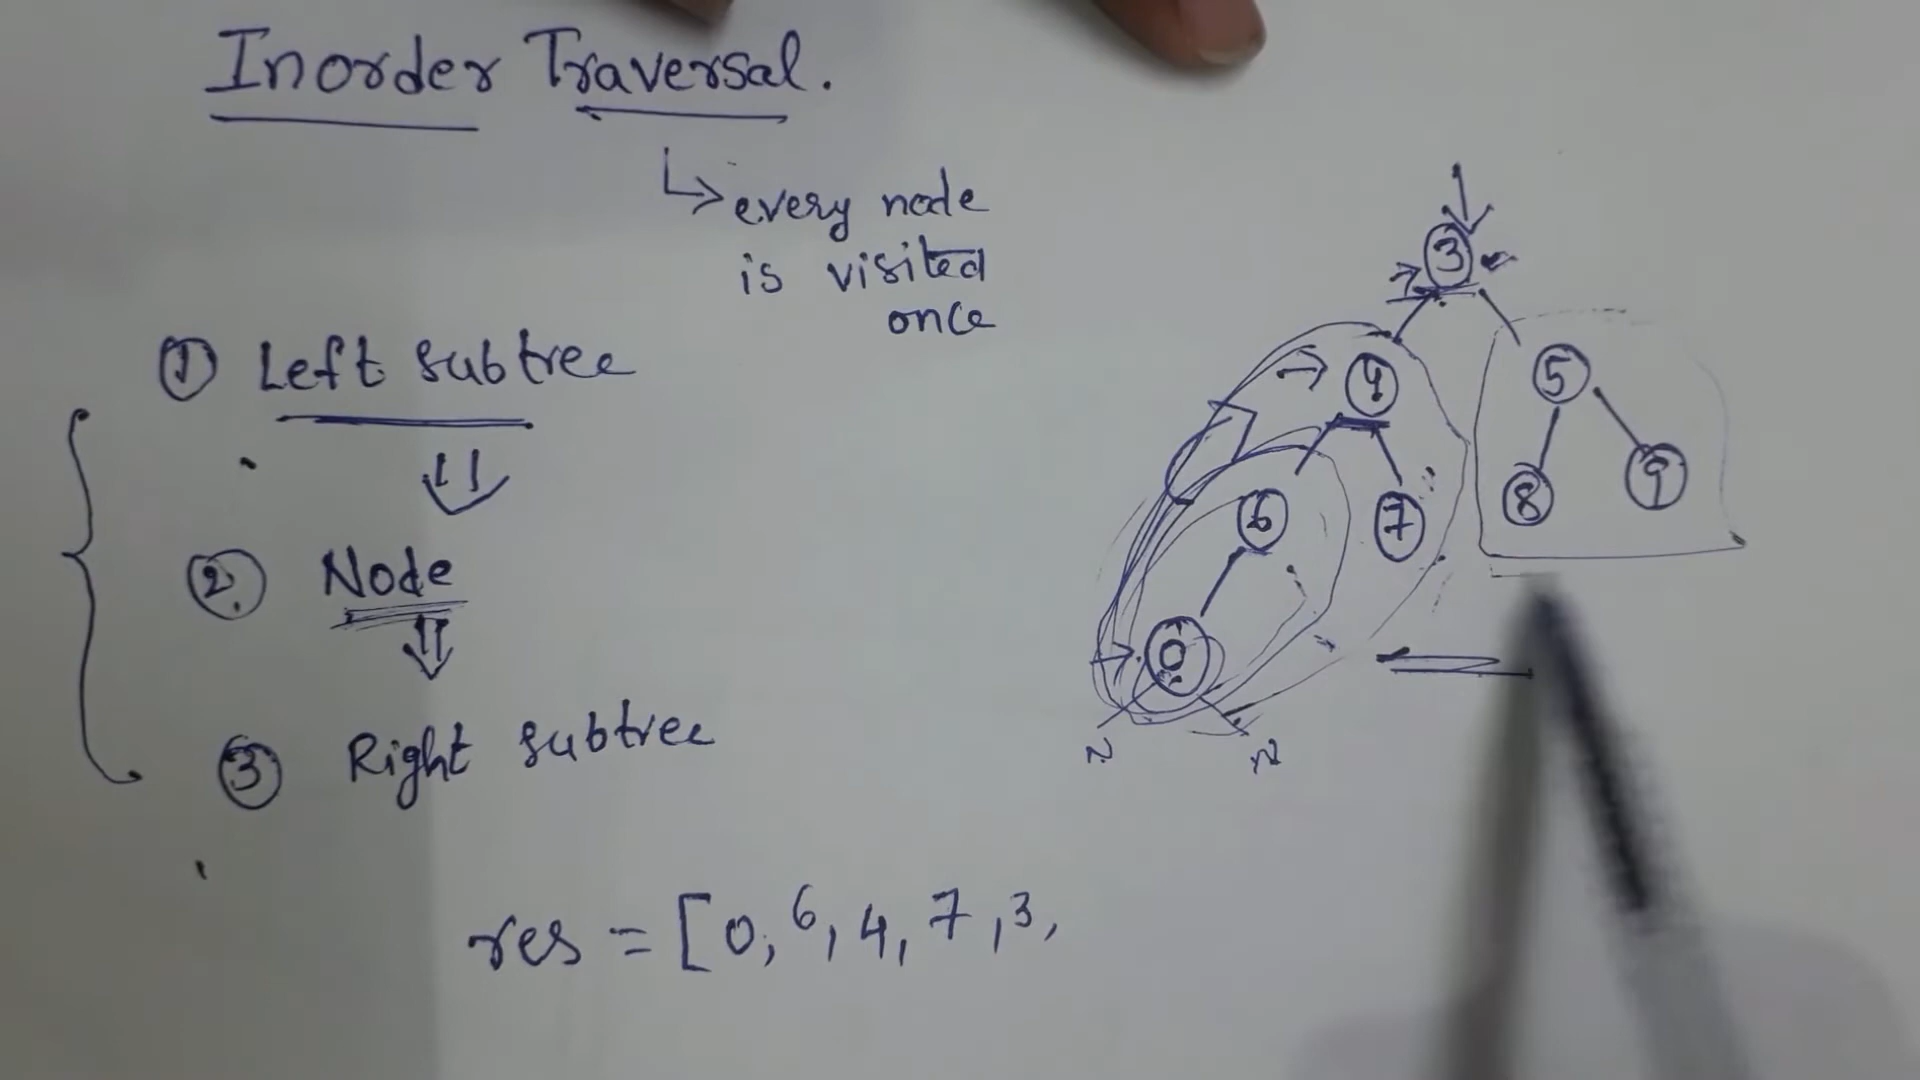 Inorder Traversal.
every node
is visited
once
① Left subtree
② Node
③ Right subtree
3
4
5
6
7
8
9
0
N
N
res = [0, 6, 4, 7, 3,